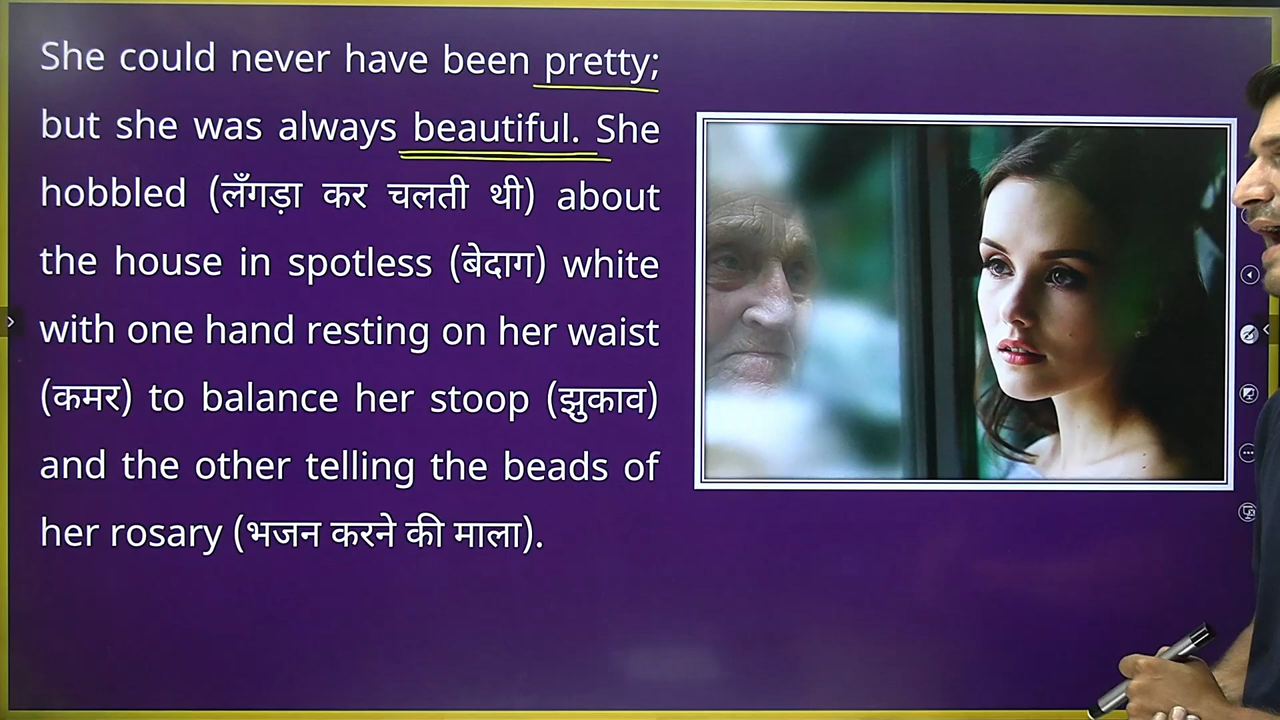 She could never have been pretty;
but she was always beautiful. She
hobbled (लँगड़ा कर चलती थी) about
the house in spotless (बेदाग) white
with one hand resting on her waist
(कमर) to balance her stoop (झुकाव)
and the other telling the beads of
her rosary (भजन करने की माला).